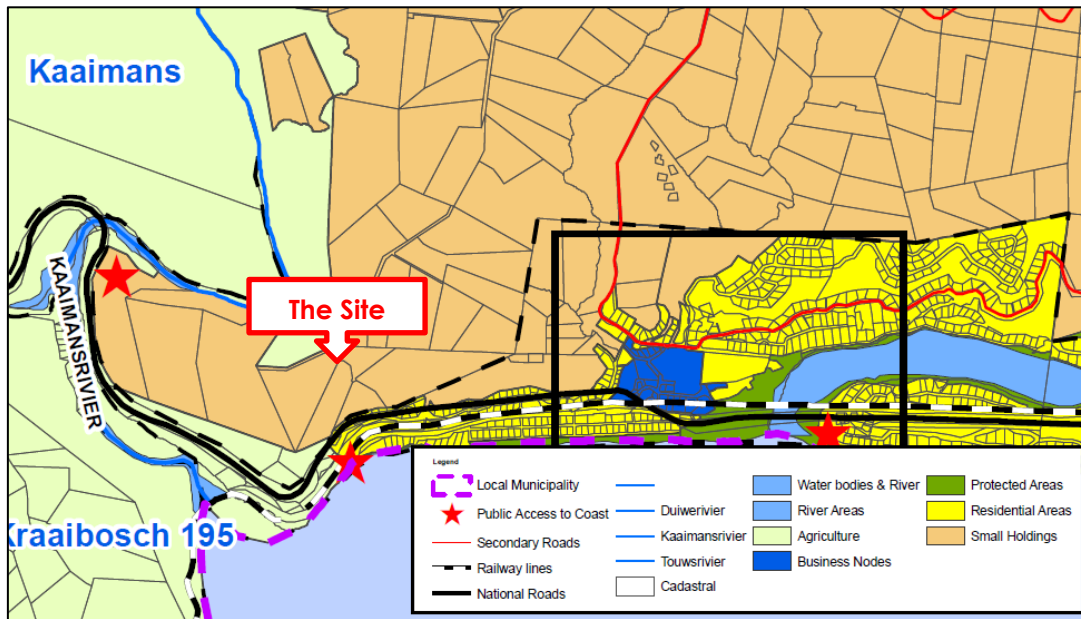 Kaaimans
The Site
KAAIMANSRIVIER
Kraaibosch 195
Legend
Local Municipality
Public Access to Coast
Secondary Roads
Railway lines
National Roads
Duiwerivier
Kaaimansrivier
Touwsrivier
Cadastral
Water bodies & River
River Areas
Agriculture
Business Nodes
Protected Areas
Residential Areas
Small Holdings